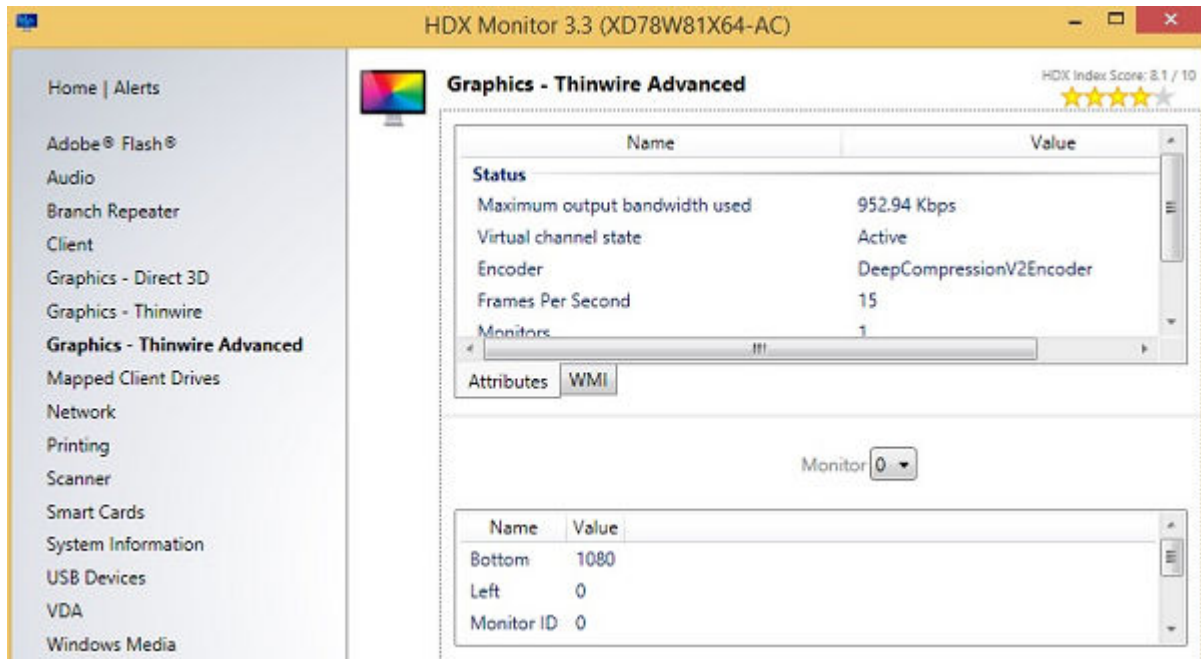 HDX Monitor 3.3 (XD78W81X64-AC)
Home | Alerts
Adobe® Flash®
Audio
Branch Repeater
Client
Graphics - Direct 3D
Graphics - Thinwire
Graphics - Thinwire Advanced
Mapped Client Drives
Network
Printing
Scanner
Smart Cards
System Information
USB Devices
VDA
Windows Media
Graphics - Thinwire Advanced
HDX Index Score: 8.1 / 10
Name Value
Status
Maximum output bandwidth used 952.94 Kbps
Virtual channel state Active
Encoder DeepCompressionV2Encoder
Frames Per Second 15
Monitors 1
Attributes WMI
Monitor 0
Name Value
Bottom 1080
Left 0
Monitor ID 0